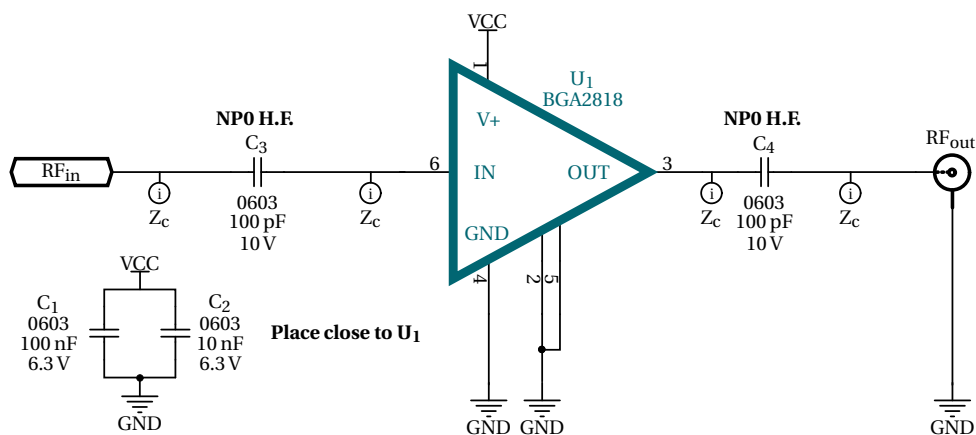 VCC
1
U1
BGA2818
NP0 H.F.
C3
V+
NP0 H.F.
C4
RFin
6
IN
OUT
3
RFout
i
Zc
0603
100 pF
10 V
i
Zc
i
Zc
0603
100 pF
10 V
i
Zc
GND
4
2
5
VCC
C1
0603
100 nF
6.3 V
C2
0603
10 nF
6.3 V
Place close to U1
GND
GND
GND
GND